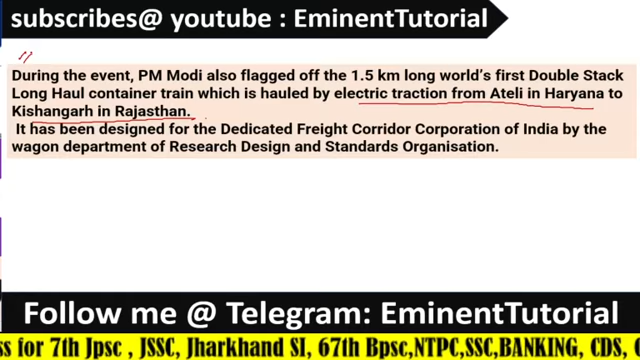 subscribes@ youtube : EminentTutorial
During the event, PM Modi also flagged off the 1.5 km long world's first Double Stack
Long Haul container train which is hauled by electric traction from Ateli in Haryana to
Kishangarh in Rajasthan.
It has been designed for the Dedicated Freight Corridor Corporation of India by the
wagon department of Research Design and Standards Organisation.
Follow me @ Telegram: EminentTutorial
ss for 7th Jpsc , JSSC, Jharkhand SI, 67th Bpsc,NTPC,SSC,BANKING, CDS,